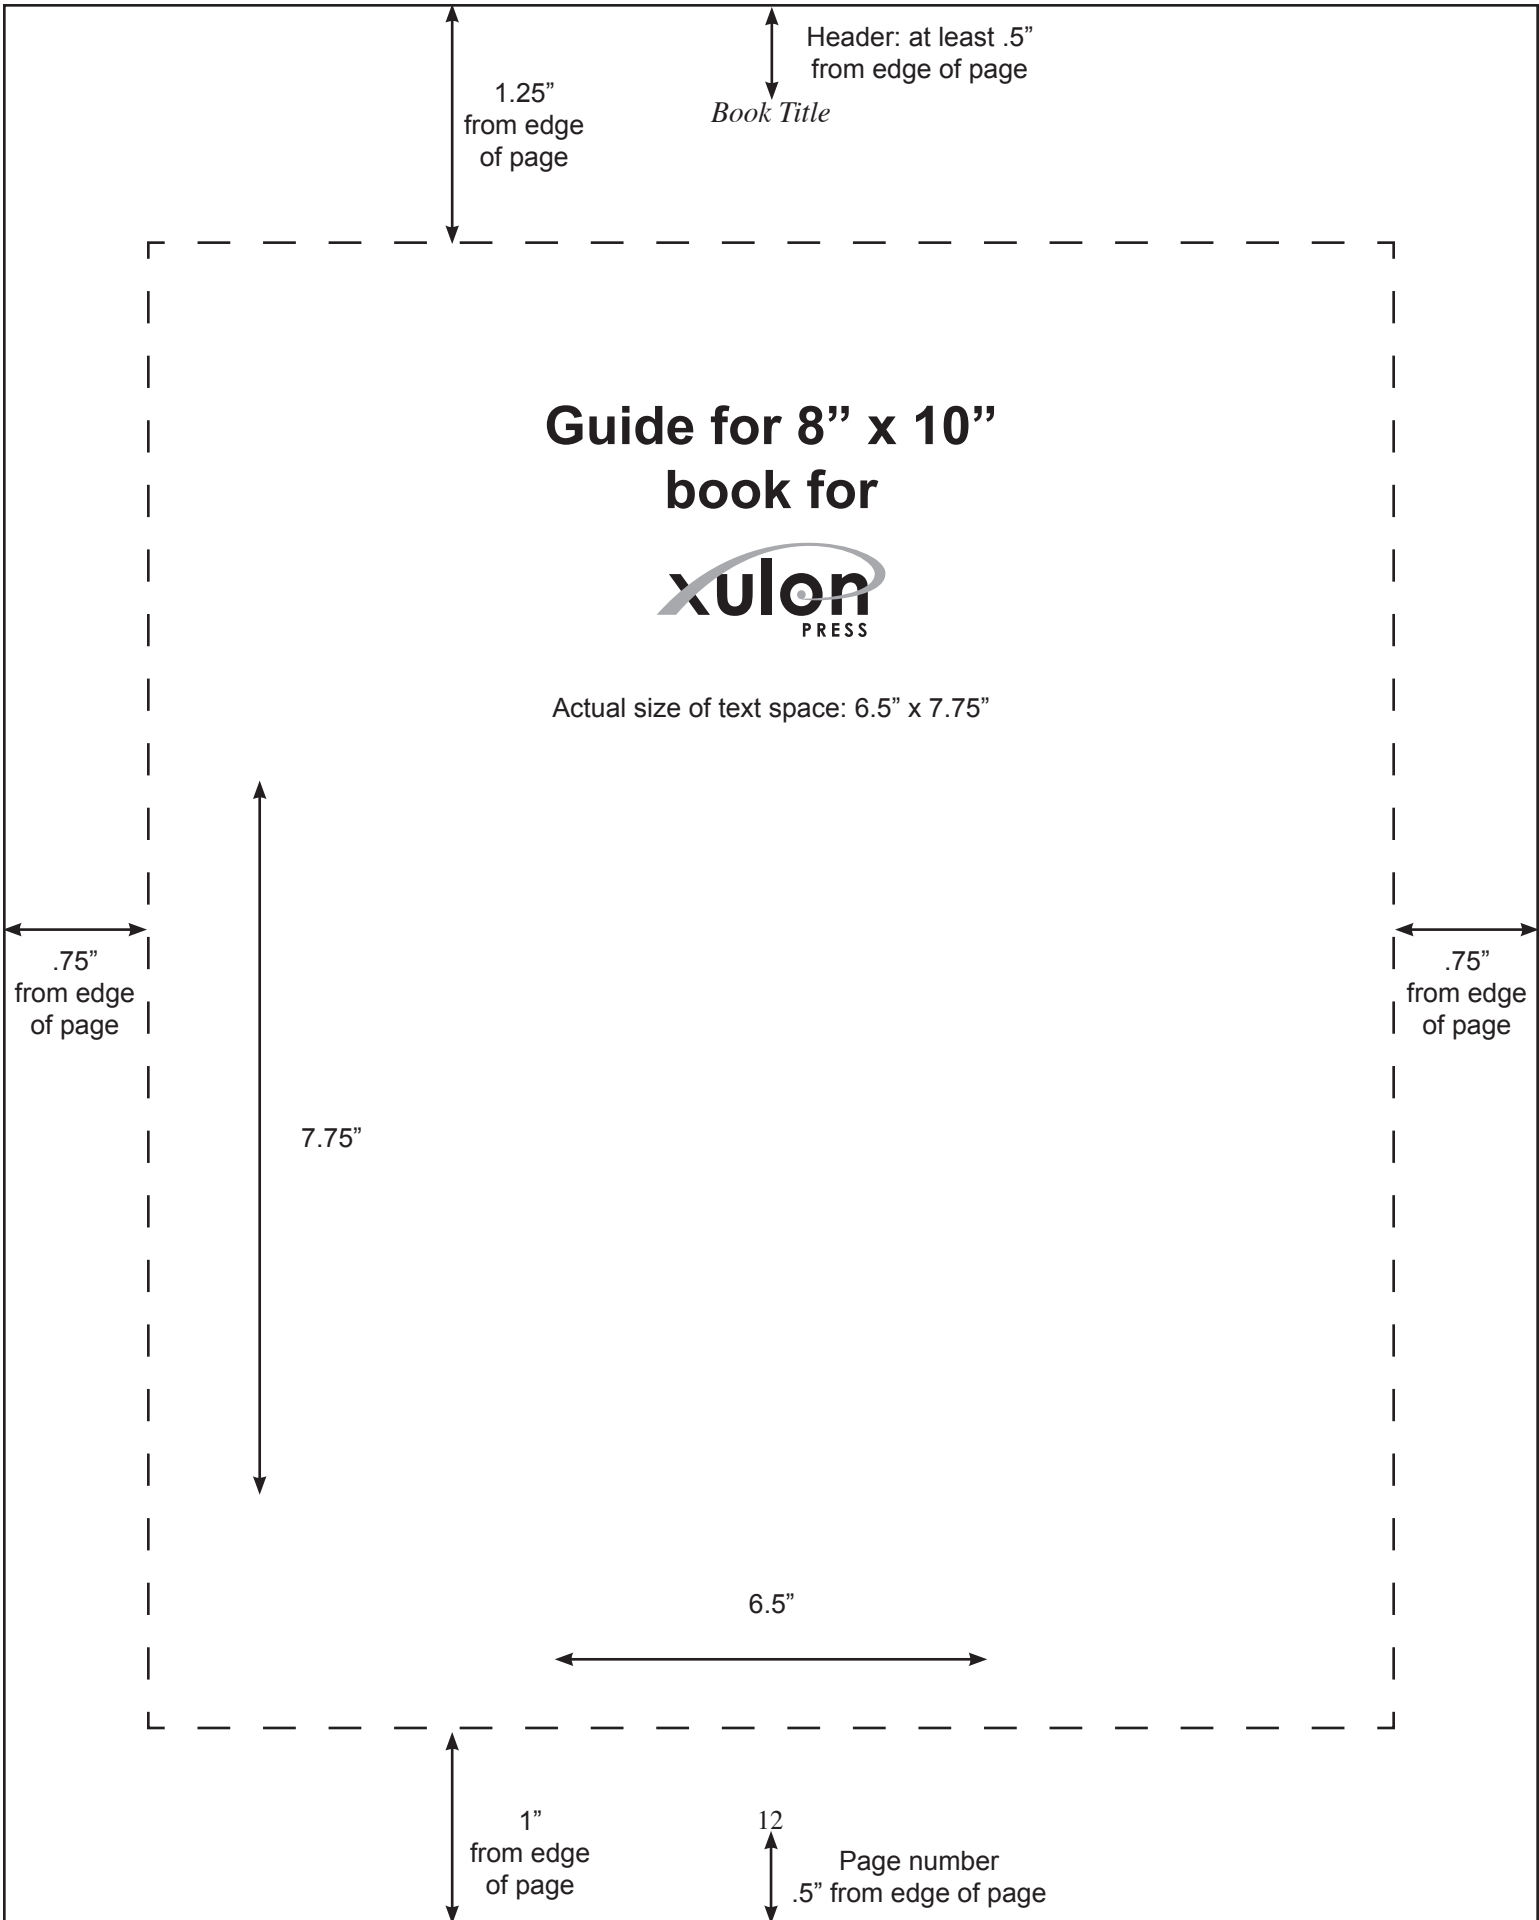 Header: at least .5”
from edge of page
1.25”
from edge
of page
Book Title
Guide for 8” x 10”
book for
xulon
PRESS
Actual size of text space: 6.5” x 7.75”
.75”
from edge
of page
.75”
from edge
of page
7.75”
6.5”
1”
from edge
of page
12
Page number
.5” from edge of page